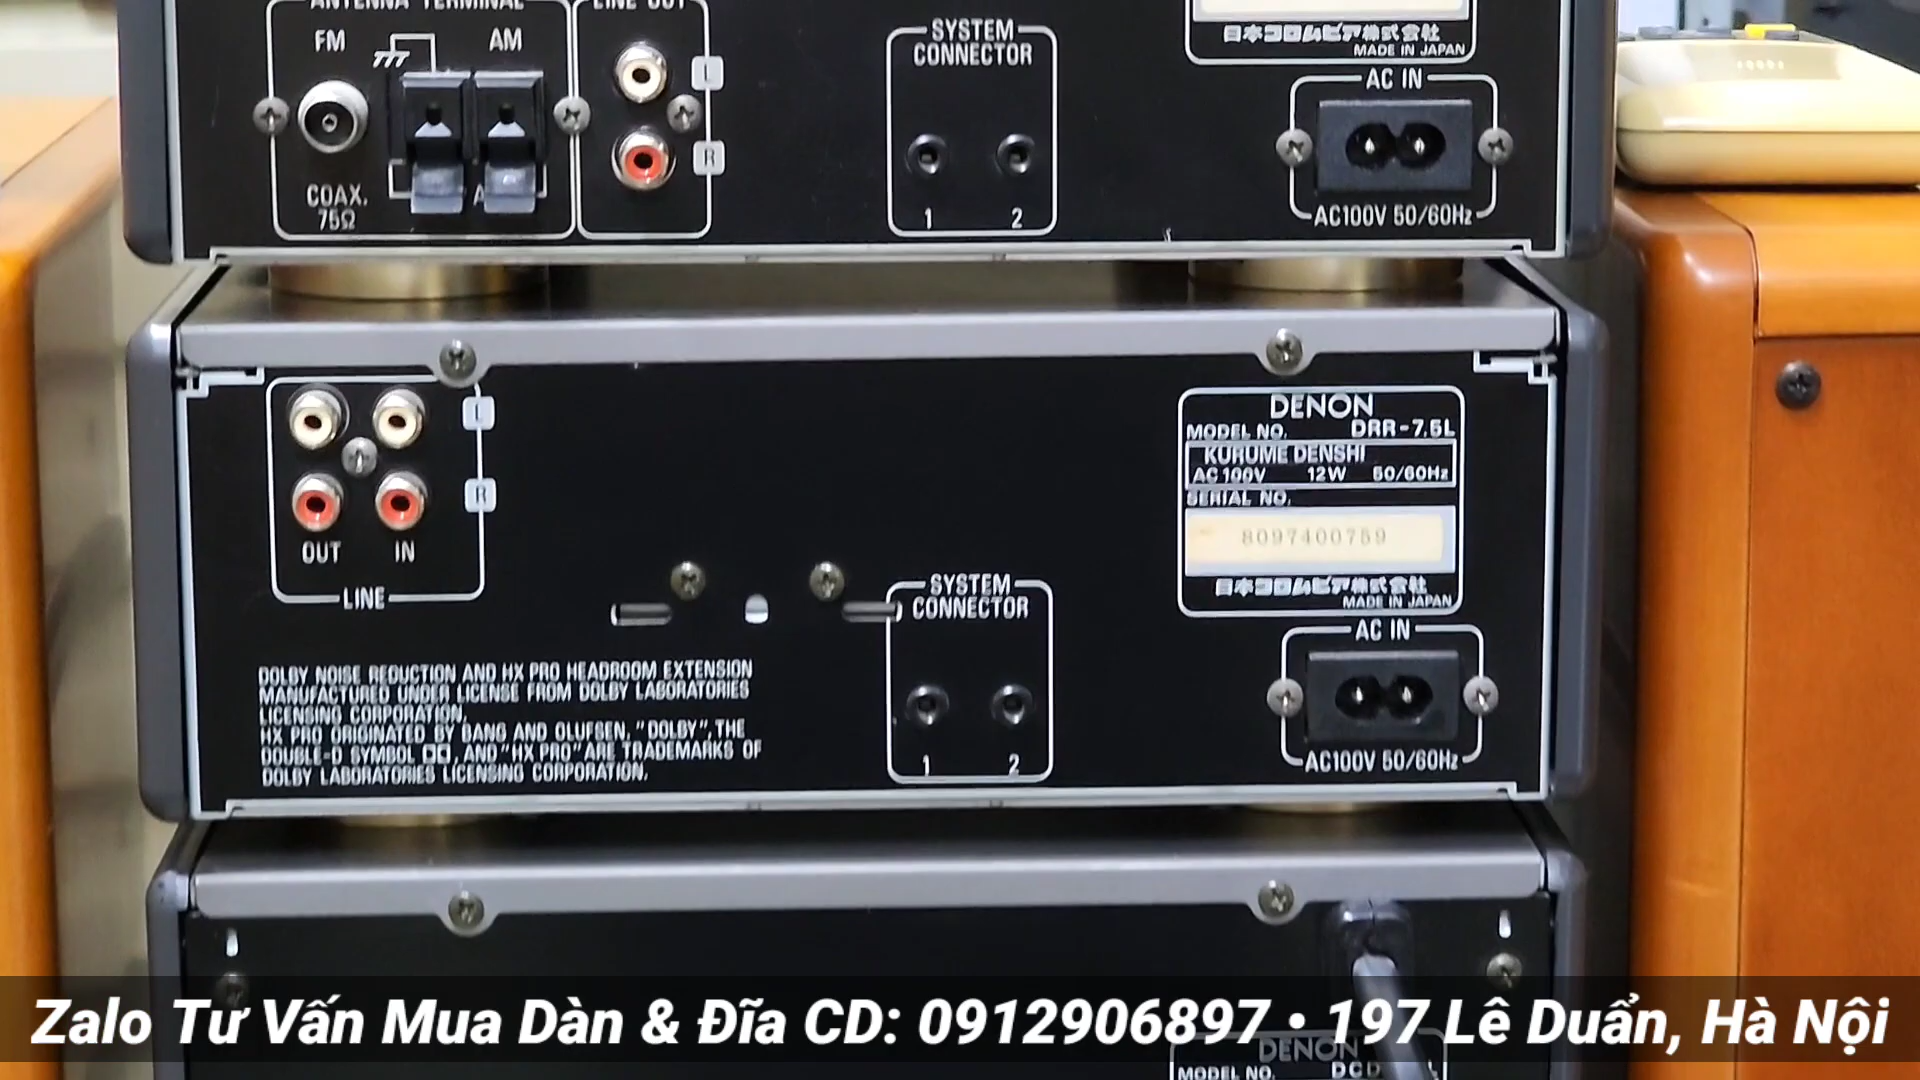 ANTENNA TERMINAL
LINE OUT
FM
AM
COAX.
75Ω
L
R
SYSTEM
CONNECTOR
1
2
日本コロムビア株式会社
MADE IN JAPAN
AC IN
AC100V 50/60Hz
L
R
OUT
IN
LINE
DOLBY NOISE REDUCTION AND HX PRO HEADROOM EXTENSION
MANUFACTURED UNDER LICENSE FROM DOLBY LABORATORIES
LICENSING CORPORATION.
HX PRO ORIGINATED BY BANG AND OLUFSEN. "DOLBY", THE
DOUBLE-D SYMBOL, AND "HX PRO" ARE TRADEMARKS OF
DOLBY LABORATORIES LICENSING CORPORATION.
SYSTEM
CONNECTOR
1
2
DENON
MODEL NO. DRR-7.5L
KURUME DENSHI
AC 100V 12W 50/60Hz
SERIAL NO.
8097400759
日本コロムビア株式会社
MADE IN JAPAN
AC IN
AC100V 50/60Hz
Zalo Tư Vấn Mua Dàn & Đĩa CD: 0912906897 • 197 Lê Duẩn, Hà Nội
DENON
MODEL NO. DCD